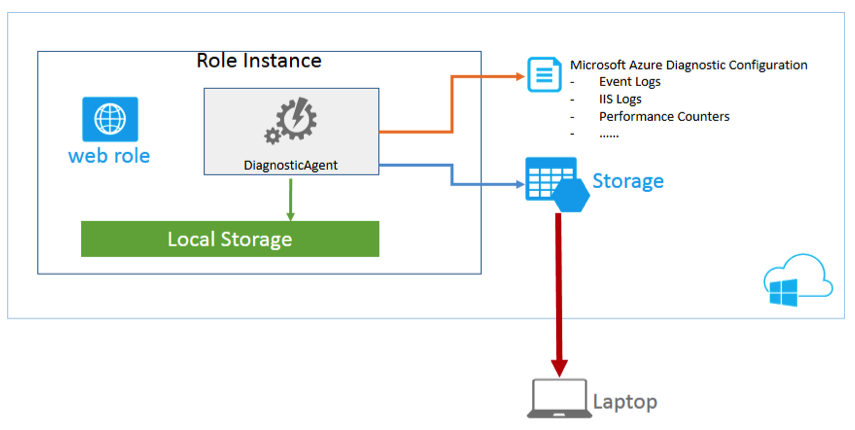 Role Instance
web role
DiagnosticAgent
Local Storage
Microsoft Azure Diagnostic Configuration
- Event Logs
- IIS Logs
- Performance Counters
- ......
Storage
Laptop